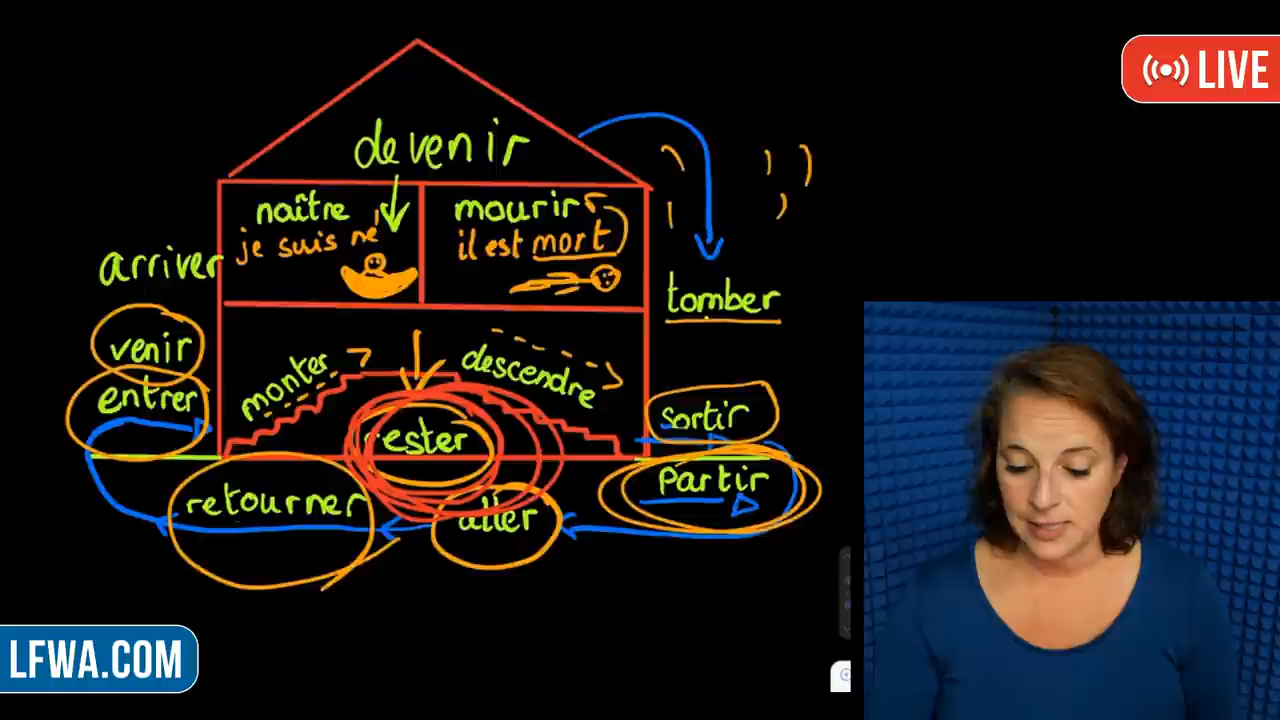 LIVE
devenir
naître
mourir
je suis né
il est mort
arriver
tomber
venir
monter
descendre
entrer
rester
sortir
partir
retourner
aller
LFWA.COM